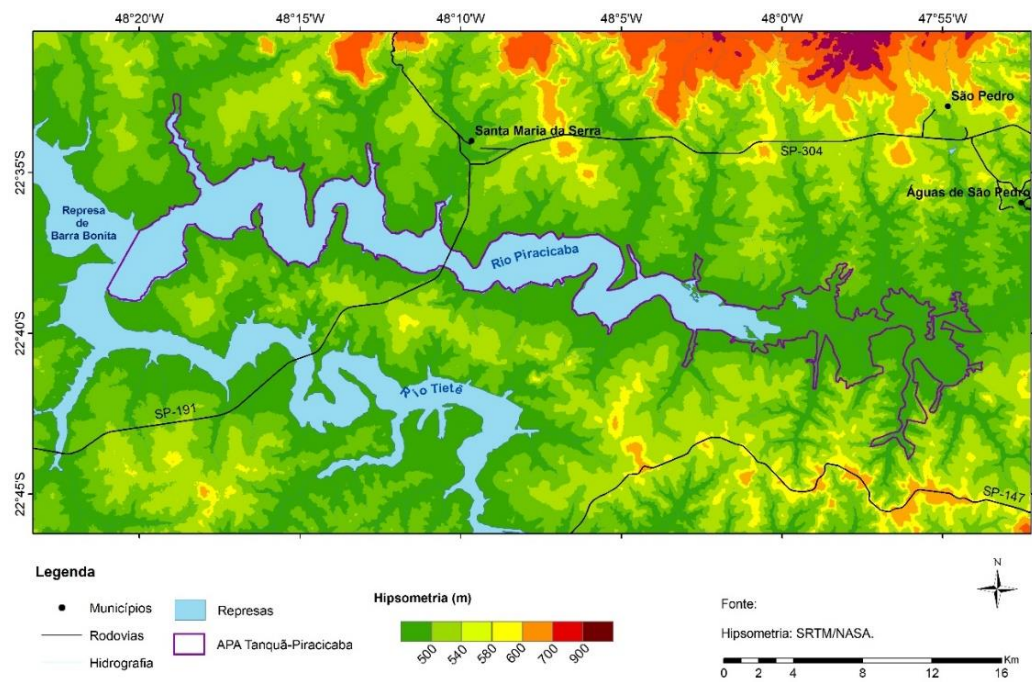 48°20'W 48°15'W 48°10'W 48°5'W 48°0'W 47°55'W
São Pedro
Santa Maria da Serra
SP-304
22°35'S
Águas de São Pedro
Represa
de
Barra Bonita
Rio Piracicaba
22°40'S
Rio Tietê
SP-191
22°45'S
SP-147
Legenda
Municípios
Rodovias
Hidrografia
Represas
APA Tanquã-Piracicaba
Hipsometria (m)
500 540 580 600 700 900
N
Fonte:
Hipsometria: SRTM/NASA.
0 1 2 4 8 12 16 Km